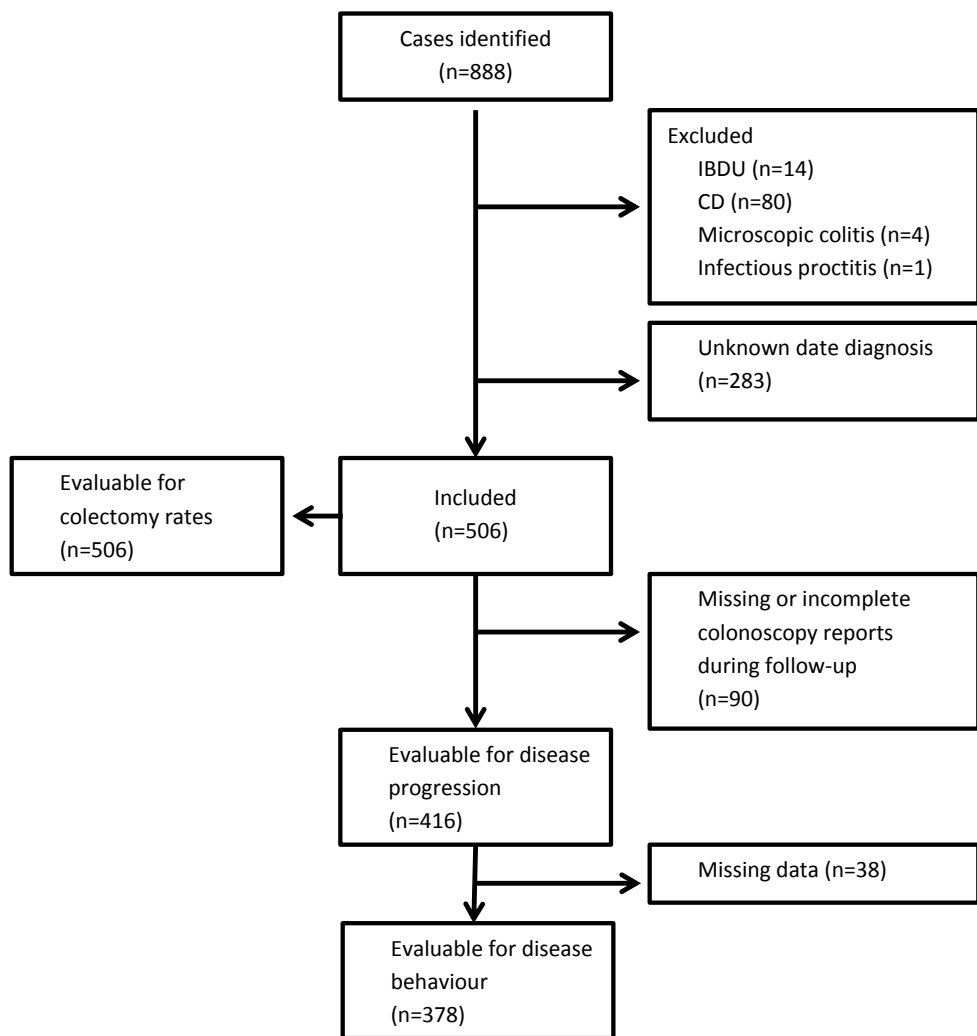 Cases identified
(n=888)
Excluded
IBDU (n=14)
CD (n=80)
Microscopic colitis (n=4)
Infectious proctitis (n=1)
Unknown date diagnosis
(n=283)
Evaluable for
colectomy rates
(n=506)
Included
(n=506)
Missing or incomplete
colonoscopy reports
during follow-up
(n=90)
Evaluable for disease
progression
(n=416)
Missing data (n=38)
Evaluable for disease
behaviour
(n=378)